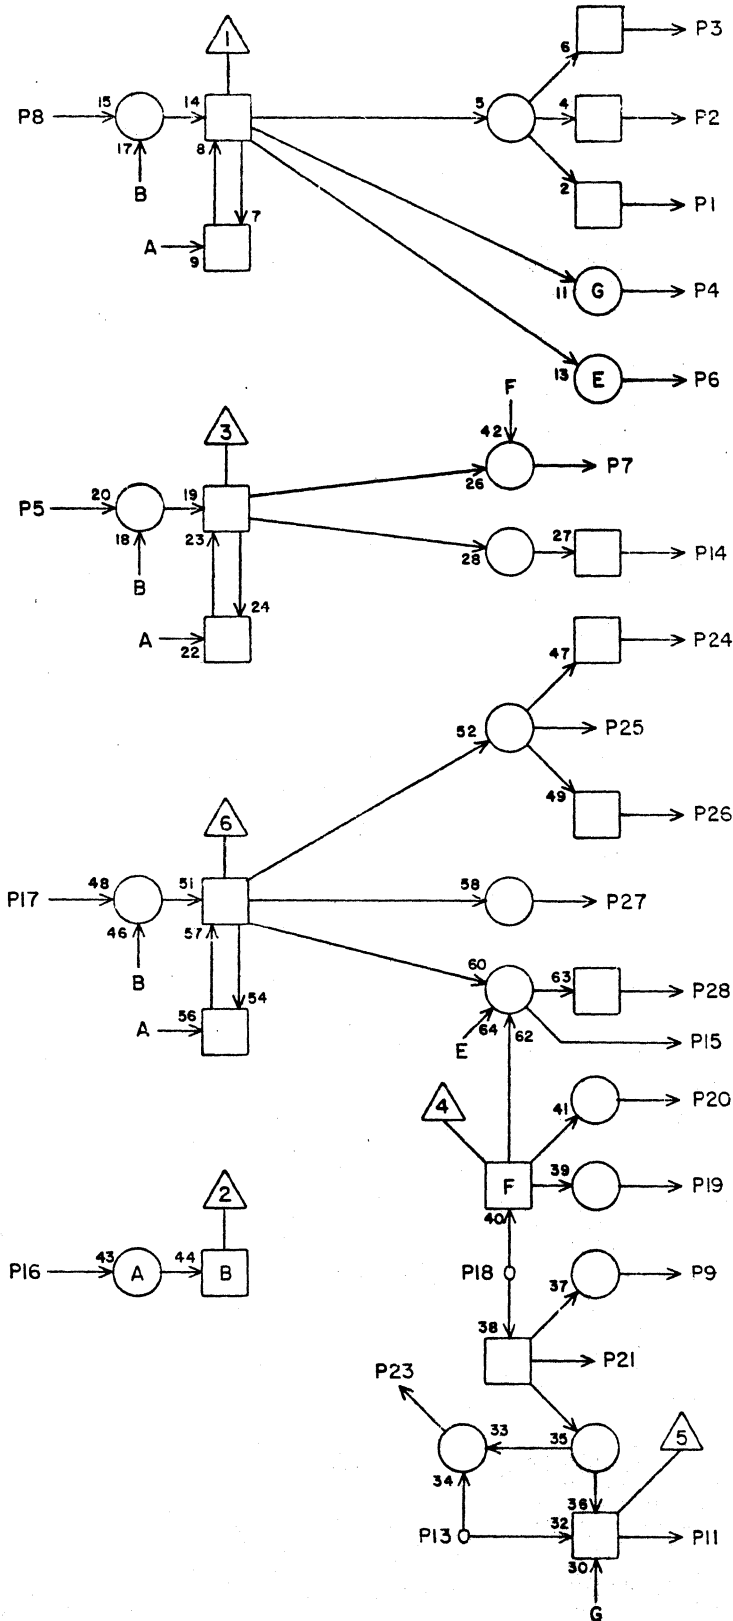 1
6 P3
P8 15 14 5 4 P2
17 8
B 7 2 P1
A 9
11 G P4
13 E P6
F
3 42
26 P7
P5 20 19
18 23 28 27 P14
B 24
A 22
47 P24
52 P25
49 P26
6
P17 48 51 58 P27
46 57
B 54 60 63 P28
A 56 E 64 62 P15
4 41 P20
F 39 P19
40
2
P16 43 A 44 B P18 37 P9
38 P21
P23
33 35 5
34 36
P13 32 P11
30
G